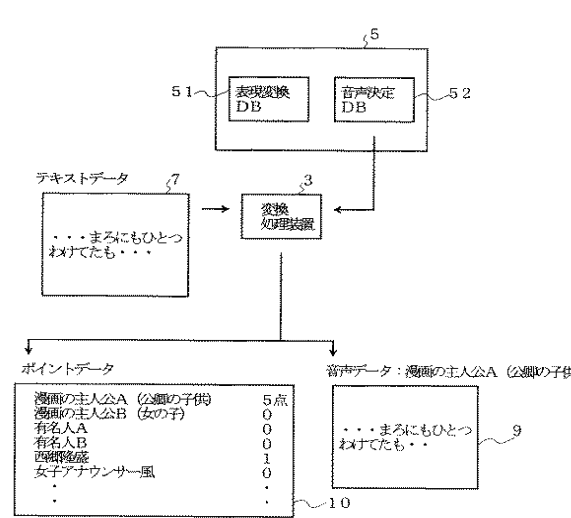 5
51
表現変換
DB
音声決定
DB
52
テキストデータ
7
3
・・・まろにもひとつ
わけてたも・・・
変換
処理装置
ポイントデータ
漫画の主人公A（公卿の子供） 5点
漫画の主人公B（女の子） 0
有名人A 0
有名人B 0
西郷隆盛 1
女子アナウンサー風 0
・ ・
・ ・
10
音声データ：漫画の主人公A（公卿の子供
・・・まろにもひとつ
わけてたも・・
9